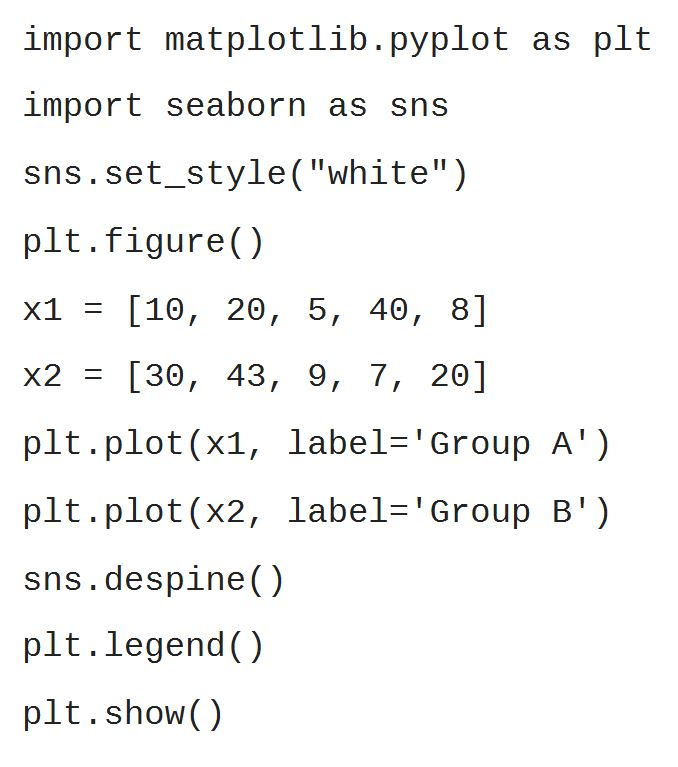 import matplotlib.pyplot as plt
import seaborn as sns
sns.set_style("white")
plt.figure()
x1 = [10, 20, 5, 40, 8]
x2 = [30, 43, 9, 7, 20]
plt.plot(x1, label='Group A')
plt.plot(x2, label='Group B')
sns.despine()
plt.legend()
plt.show()